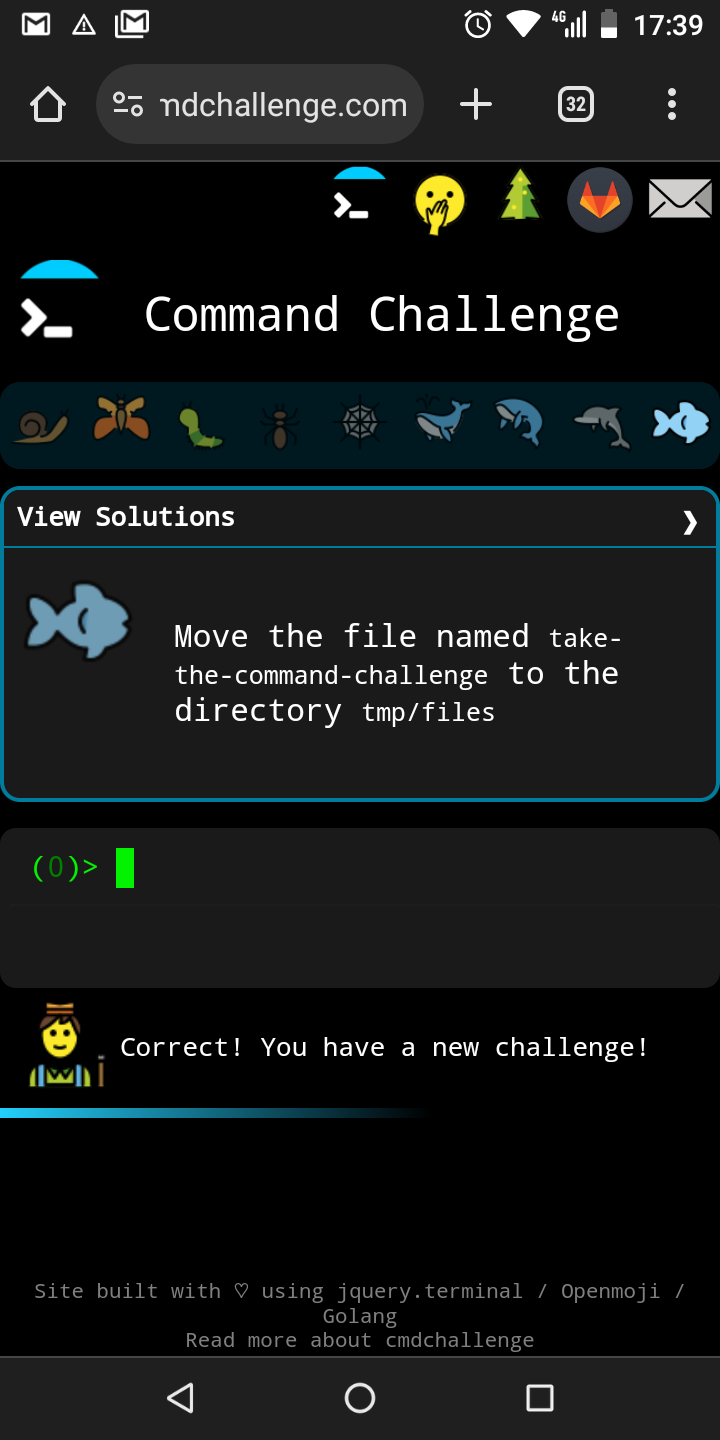 4G 17:39
mdchallenge.com 32
Command Challenge
View Solutions
Move the file named take-
the-command-challenge to the
directory tmp/files
(0)>
Correct! You have a new challenge!
Site built with ♡ using jquery.terminal / Openmoji /
Golang
Read more about cmdchallenge